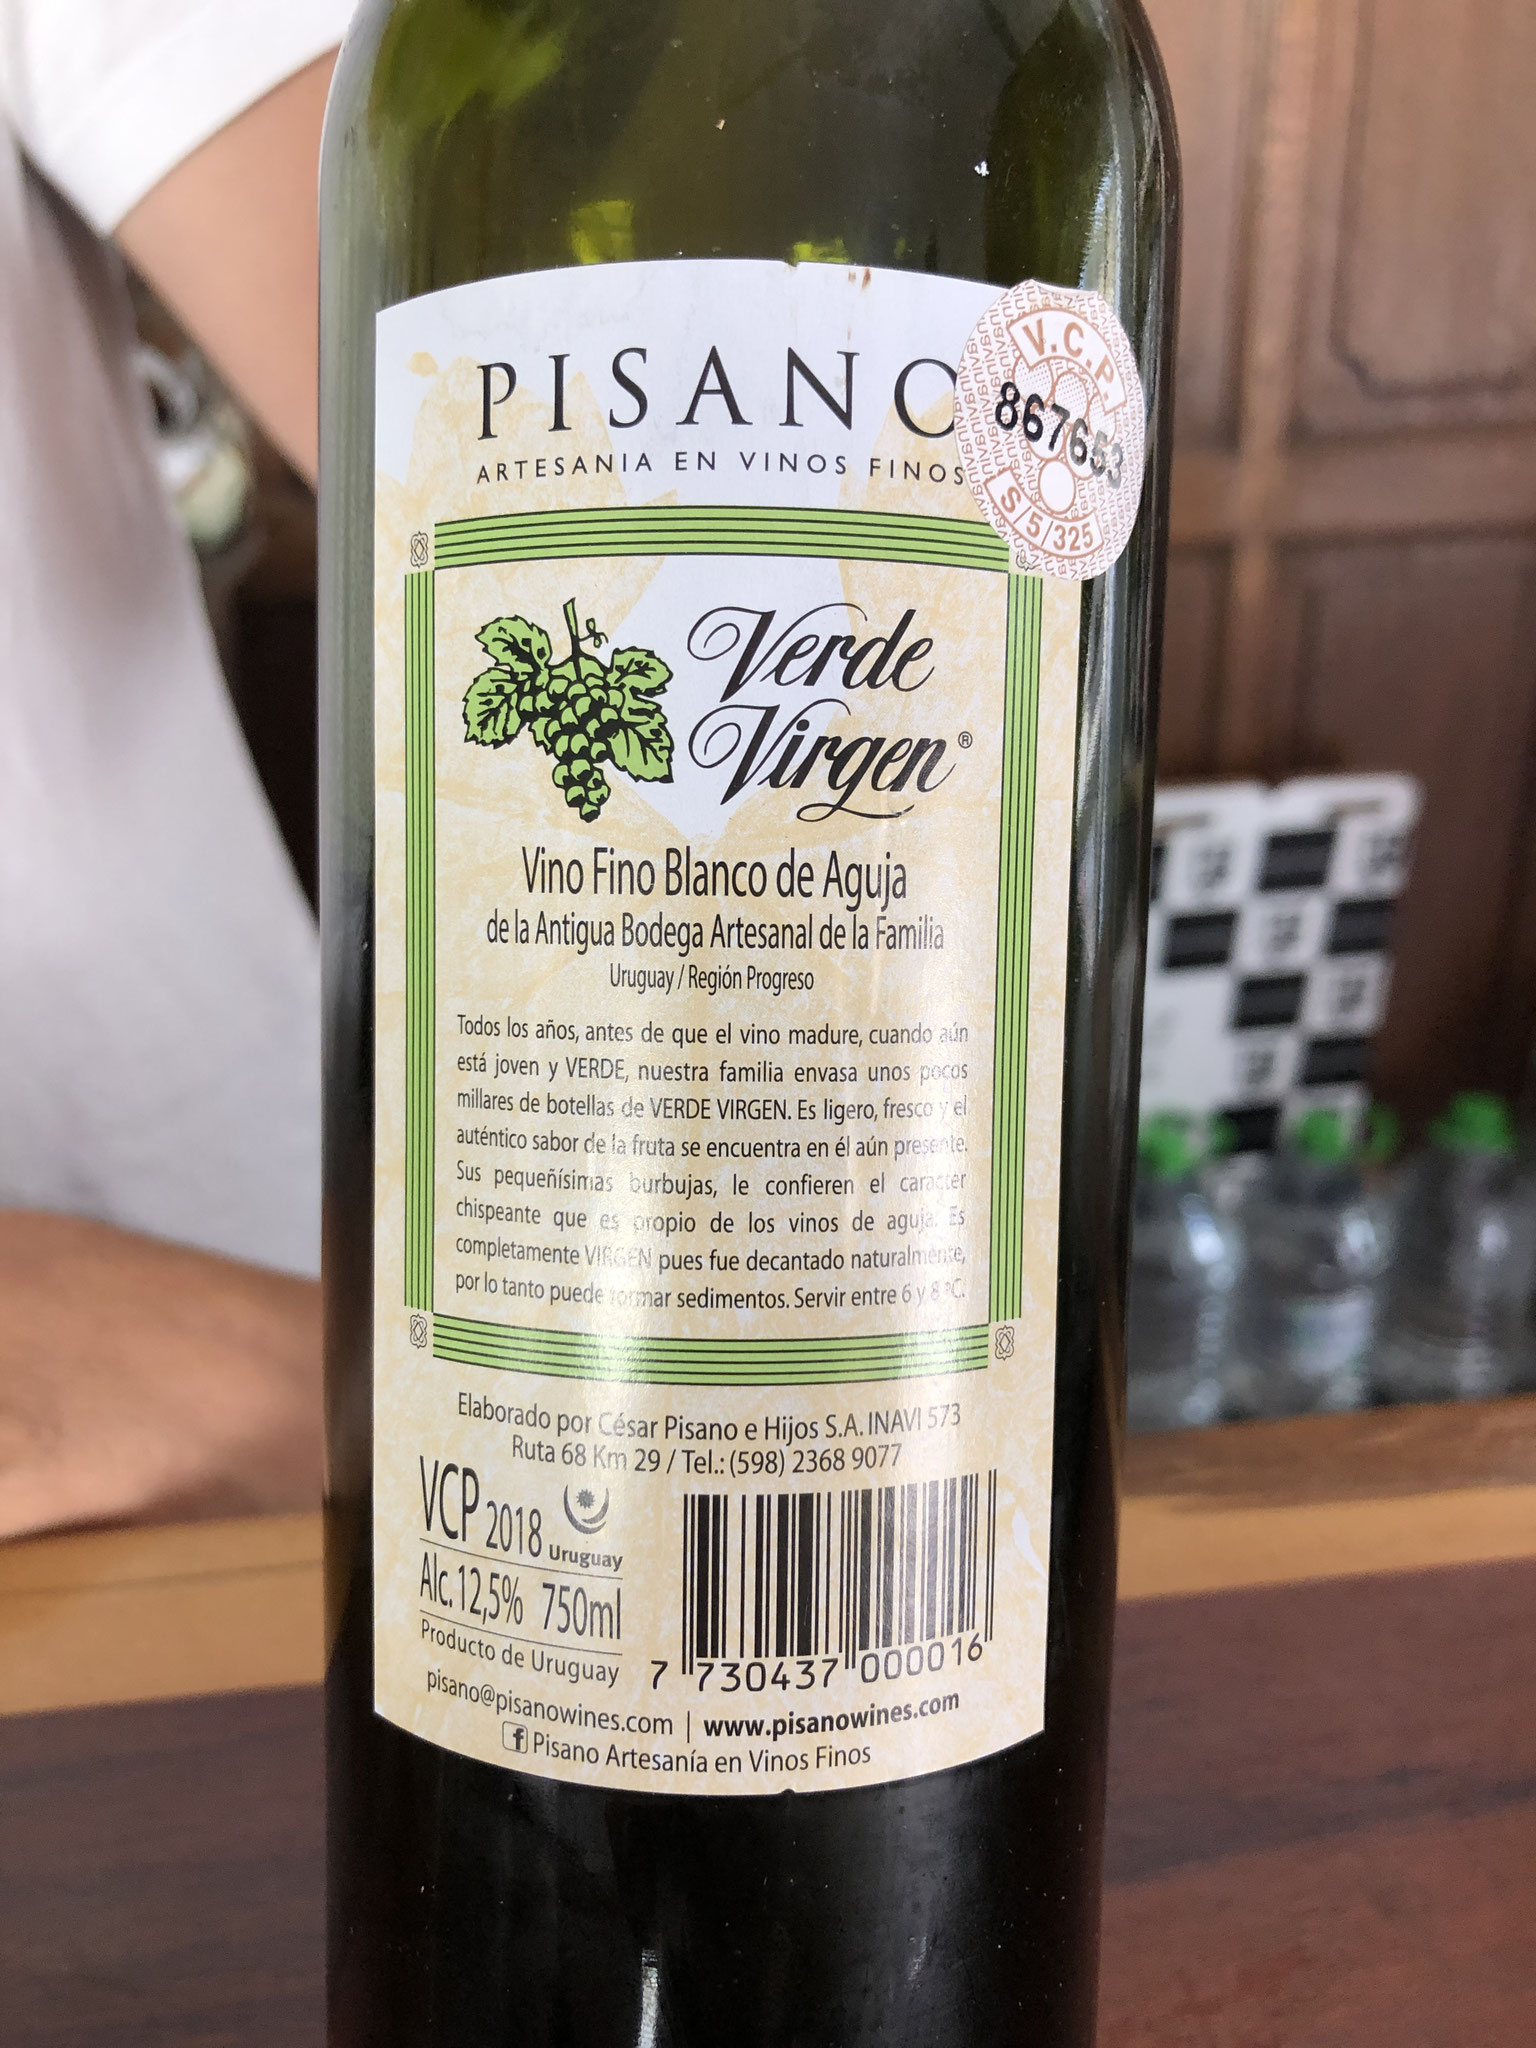 PISANO
ARTESANIA EN VINOS FINOS
V.C.P.
867653
S/5/325
Verde
Virgen®
Vino Fino Blanco de Aguja
de la Antigua Bodega Artesanal de la Familia
Uruguay / Región Progreso
Todos los años, antes de que el vino madure, cuando aún
está joven y VERDE, nuestra familia envasa unos pocos
millares de botellas de VERDE VIRGEN. Es ligero, fresco y el
auténtico sabor de la fruta se encuentra en él aún presente.
Sus pequeñísimas burbujas, le confieren el caracter
chispeante que es propio de los vinos de aguja. Es
completamente VIRGEN pues fue decantado naturalmente,
por lo tanto puede formar sedimentos. Servir entre 6 y 8 °C.
Elaborado por César Pisano e Hijos S.A. INAVI 573
Ruta 68 Km 29 / Tel.: (598) 2368 9077
VCP 2018 Uruguay
Alc. 12,5% 750ml
Producto de Uruguay
7 730437 000016
pisano@pisanowines.com | www.pisanowines.com
f Pisano Artesanía en Vinos Finos